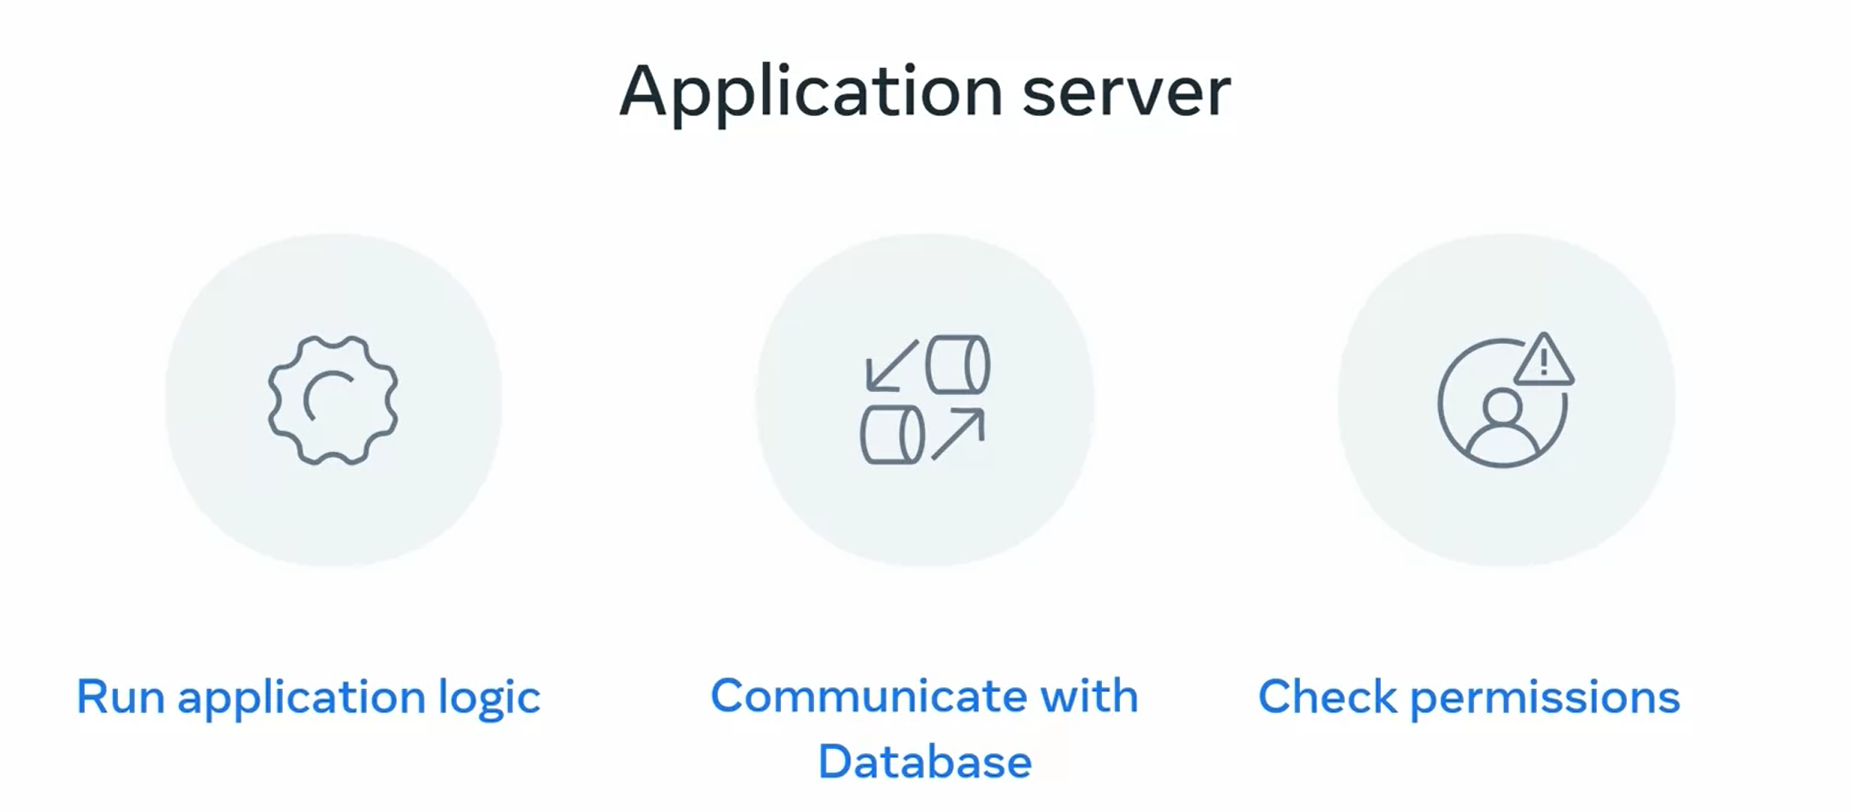 Application server
Run application logic
Communicate with
Database
Check permissions